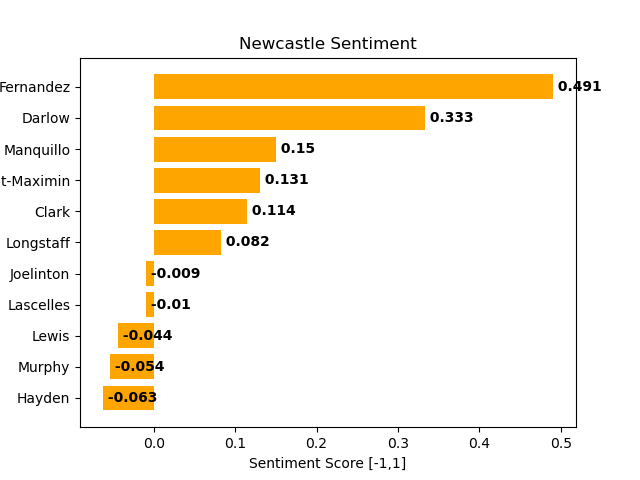 Newcastle Sentiment
Fernandez 0.491
Darlow 0.333
Manquillo 0.15
t-Maximin 0.131
Clark 0.114
Longstaff 0.082
Joelinton -0.009
Lascelles -0.01
Lewis -0.044
Murphy -0.054
Hayden -0.063
0.0 0.1 0.2 0.3 0.4 0.5
Sentiment Score [-1,1]